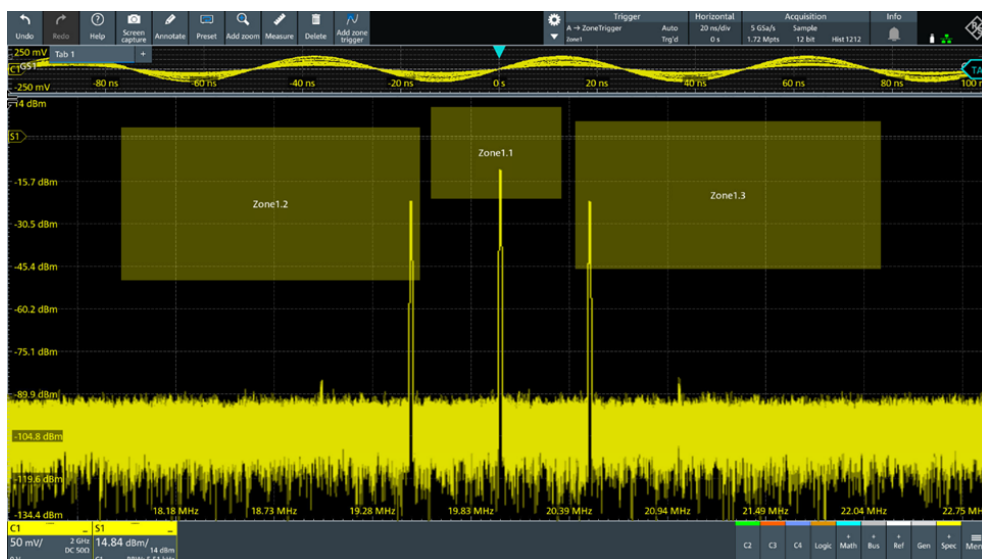 Undo Redo Help Screen capture Annotate Preset Add zoom Measure Delete Add zone trigger
Trigger Horizontal Acquisition Info
A → ZoneTrigger Auto 20 ns/div 5 GSa/s Sample
Zone1 Trig'd 0 s 1.72 Mpts 12 bit Hist 1212
Tab 1 +
250 mV
C1
-250 mV
-80 ns -60 ns -40 ns -20 ns 0 s 20 ns 40 ns 60 ns 80 ns 100 ns
TA
14 dBm
S1
Zone1.1
-15.7 dBm
Zone1.3
Zone1.2
-30.5 dBm
-45.4 dBm
-60.2 dBm
-75.1 dBm
-89.9 dBm
-104.8 dBm
-119.6 dBm
-134.4 dBm
18.18 MHz 18.73 MHz 19.28 MHz 19.83 MHz 20.39 MHz 20.94 MHz 21.49 MHz 22.04 MHz 22.75 MHz
C1 S1
50 mV/ 2 GHz 14.84 dBm/
DC 50Ω 14 dBm
C2 C3 C4 Logic Math Bus Ref Gen Spec Menu